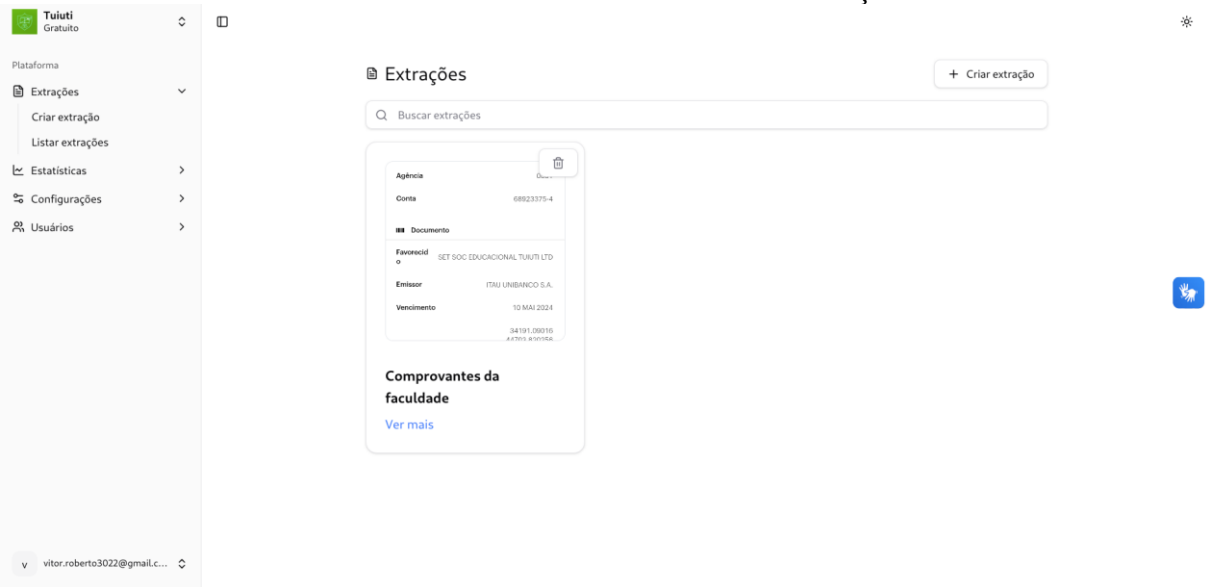 Tuiuti
Gratuito
Plataforma
Extrações
Criar extração
Listar extrações
Estatísticas
Configurações
Usuários
v vitor.roberto3022@gmail.c...
Extrações
+ Criar extração
Buscar extrações
Agência
Conta 68923375-4
Documento
Favorecid
o SET SOC EDUCACIONAL TUIUTI LTD
Emissor ITAU UNIBANCO S.A.
Vencimento 10 MAI 2024
34191.09016
Comprovantes da
faculdade
Ver mais